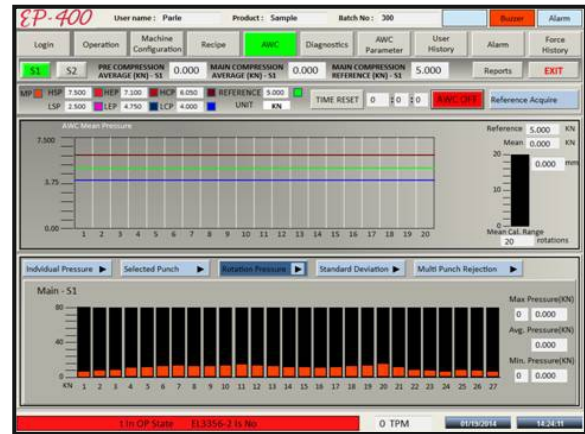 EP-400 User name : Parle Product : Sample Batch No : 300 Buzzer Alarm
Login Operation Machine Configuration Recipe AWC Diagnostics AWC Parameter User History Alarm Force History
S1 S2 PRE COMPRESSION AVERAGE (KN) - S1 0.000 MAIN COMPRESSION AVERAGE (KN) - S1 0.000 MAIN COMPRESSION REFERENCE (KN) - S1 5.000 Reports EXIT
MP HSP 7.500 HEP 7.100 HCP 6.050 REFERENCE 5.000
LSP 2.500 LEP 4.750 LCP 4.000 UNIT KN
TIME RESET 0 : 0 : 0 AWC OFF Reference Acquire
AWC Mean Pressure
7.500
3.75
0.00
1 2 3 4 5 6 7 8 9 10 11 12 13 14 15 16 17 18 19 20
Reference 5.000 KN
Mean 0.000 KN
20 0.000 mm
10
0
Mean Cal. Range
20 rotations
Indvidual Pressure Selected Punch Rotation Pressure Standard Deviation Multi Punch Rejection
Main - S1
80
40
0
KN 1 2 3 4 5 6 7 8 9 10 11 12 13 14 15 16 17 18 19 20 21 22 23 24 25 26 27
Max Pressure(KN)
0 0.000
Avg. Pressure(KN)
0.000
Min. Pressure(KN)
0 0.000
t In OP State EL3356-2 Is No 0 TPM 01/19/2014 14:24:11